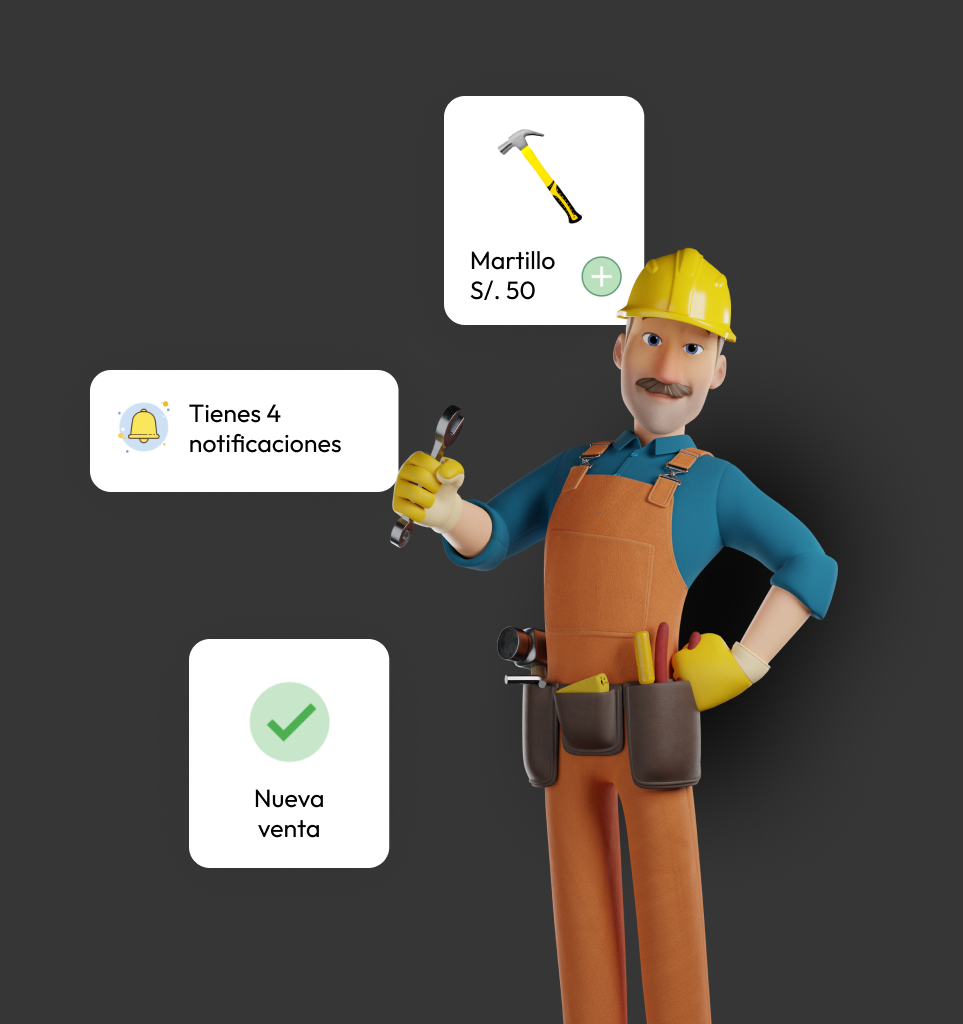 Martillo
S/. 50
Tienes 4
notificaciones
Nueva
venta